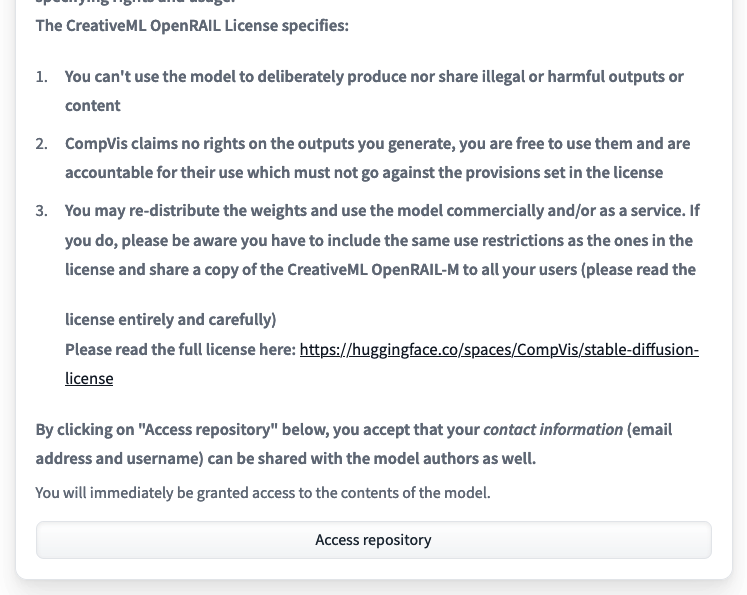 specifying rights and usage.
The CreativeML OpenRAIL License specifies:
1. You can't use the model to deliberately produce nor share illegal or harmful outputs or
content
2. CompVis claims no rights on the outputs you generate, you are free to use them and are
accountable for their use which must not go against the provisions set in the license
3. You may re-distribute the weights and use the model commercially and/or as a service. If
you do, please be aware you have to include the same use restrictions as the ones in the
license and share a copy of the CreativeML OpenRAIL-M to all your users (please read the
license entirely and carefully)
Please read the full license here: https://huggingface.co/spaces/CompVis/stable-diffusion-
license
By clicking on "Access repository" below, you accept that your contact information (email
address and username) can be shared with the model authors as well.
You will immediately be granted access to the contents of the model.
Access repository